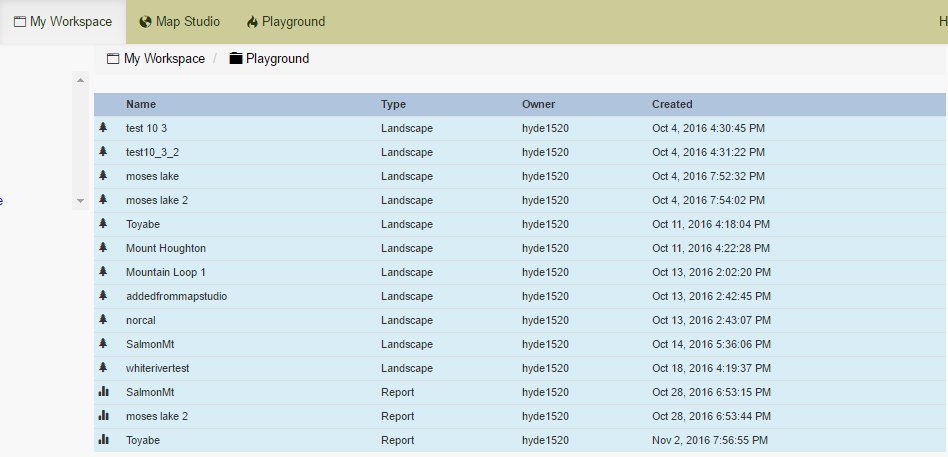 My Workspace Map Studio Playground H
My Workspace / Playground
Name Type Owner Created
test 10 3 Landscape hyde1520 Oct 4, 2016 4:30:45 PM
test10_3_2 Landscape hyde1520 Oct 4, 2016 4:31:22 PM
moses lake Landscape hyde1520 Oct 4, 2016 7:52:32 PM
moses lake 2 Landscape hyde1520 Oct 4, 2016 7:54:02 PM
e
Toyabe Landscape hyde1520 Oct 11, 2016 4:18:04 PM
Mount Houghton Landscape hyde1520 Oct 11, 2016 4:22:28 PM
Mountain Loop 1 Landscape hyde1520 Oct 13, 2016 2:02:20 PM
addedfrommapstudio Landscape hyde1520 Oct 13, 2016 2:42:45 PM
norcal Landscape hyde1520 Oct 13, 2016 2:43:07 PM
SalmonMt Landscape hyde1520 Oct 14, 2016 5:36:06 PM
whiterivertest Landscape hyde1520 Oct 18, 2016 4:19:37 PM
SalmonMt Report hyde1520 Oct 28, 2016 6:53:15 PM
moses lake 2 Report hyde1520 Oct 28, 2016 6:53:44 PM
Toyabe Report hyde1520 Nov 2, 2016 7:56:55 PM